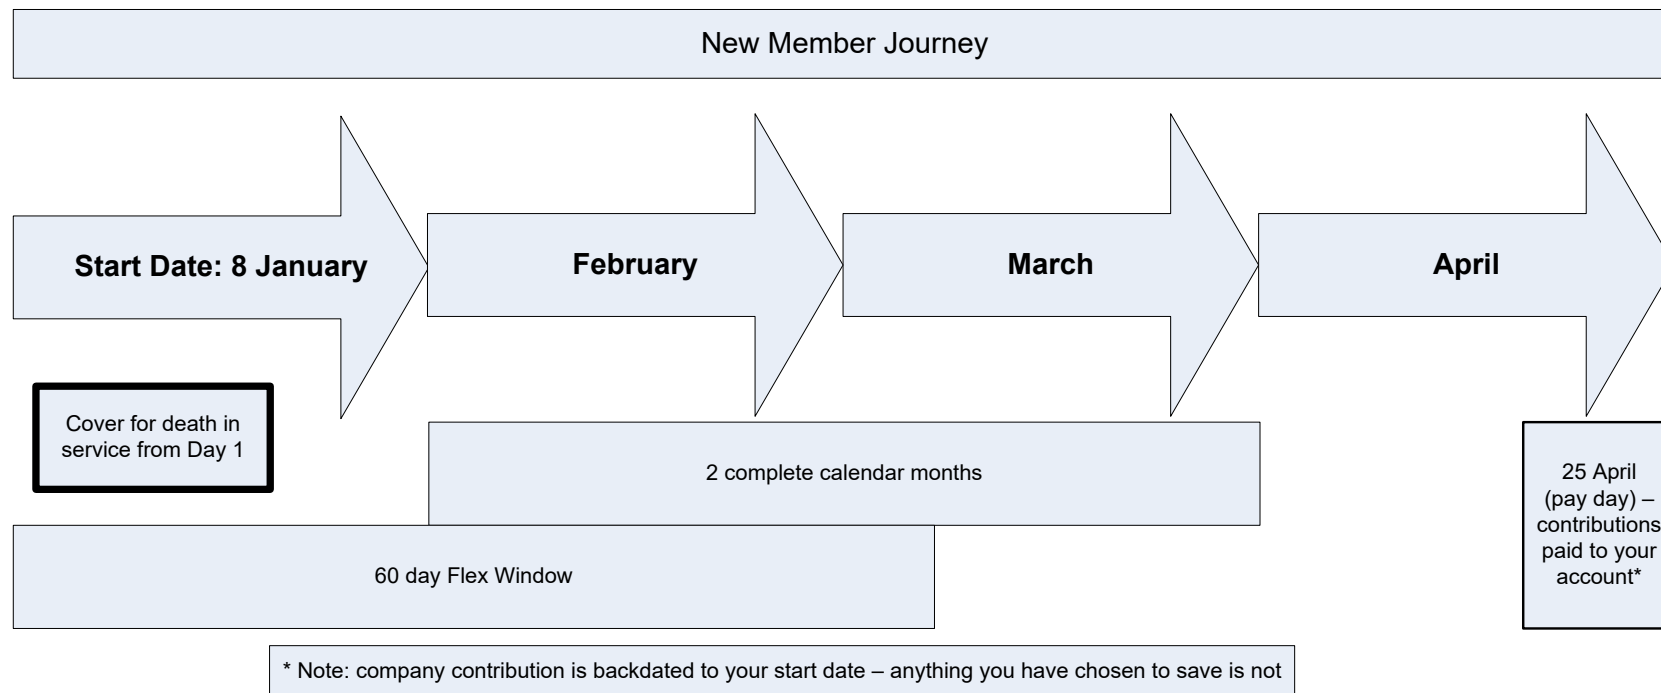 New Member Journey
Start Date: 8 January
February
March
April
Cover for death in
service from Day 1
2 complete calendar months
25 April
(pay day) –
contributions
paid to your
account*
60 day Flex Window
* Note: company contribution is backdated to your start date – anything you have chosen to save is not